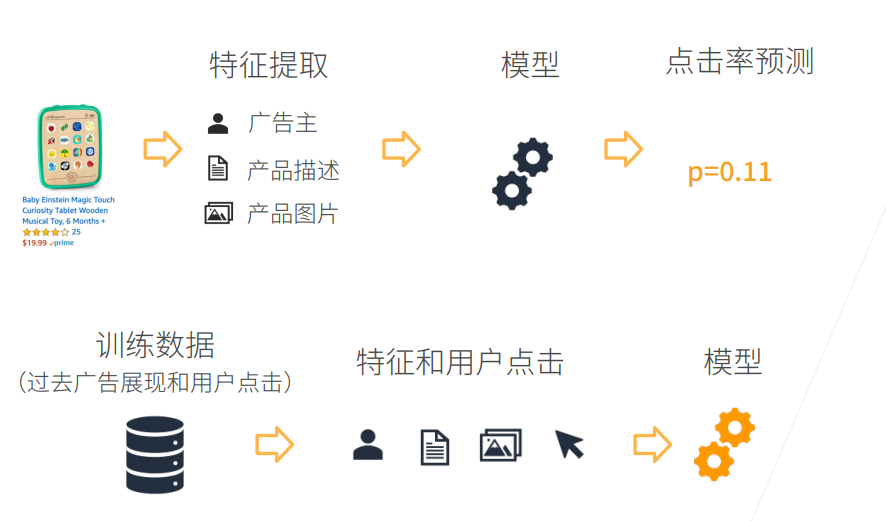 特征提取
模型
点击率预测
广告主
产品描述
产品图片
p=0.11
Baby Einstein Magic Touch
Curiosity Tablet Wooden
Musical Toy, 6 Months +
25
$19.99 prime
训练数据
（过去广告展现和用户点击）
特征和用户点击
模型